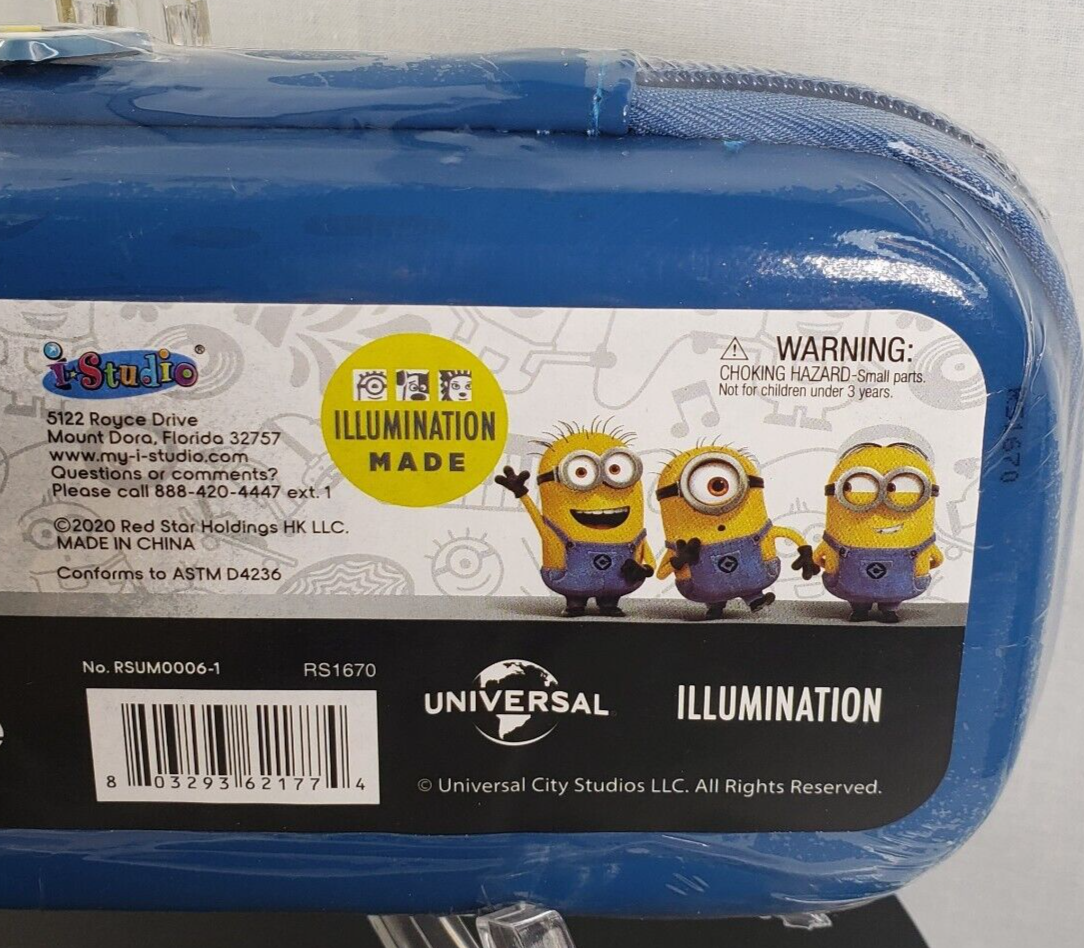 i-Studio®
5122 Royce Drive
Mount Dora, Florida 32757
www.my-i-studio.com
Questions or comments?
Please call 888-420-4447 ext. 1
©2020 Red Star Holdings HK LLC.
MADE IN CHINA
Conforms to ASTM D4236
ILLUMINATION
MADE
WARNING:
CHOKING HAZARD-Small parts.
Not for children under 3 years.
RS1670
No. RSUM0006-1 RS1670
8 03293 62177 4
UNIVERSAL
ILLUMINATION
© Universal City Studios LLC. All Rights Reserved.